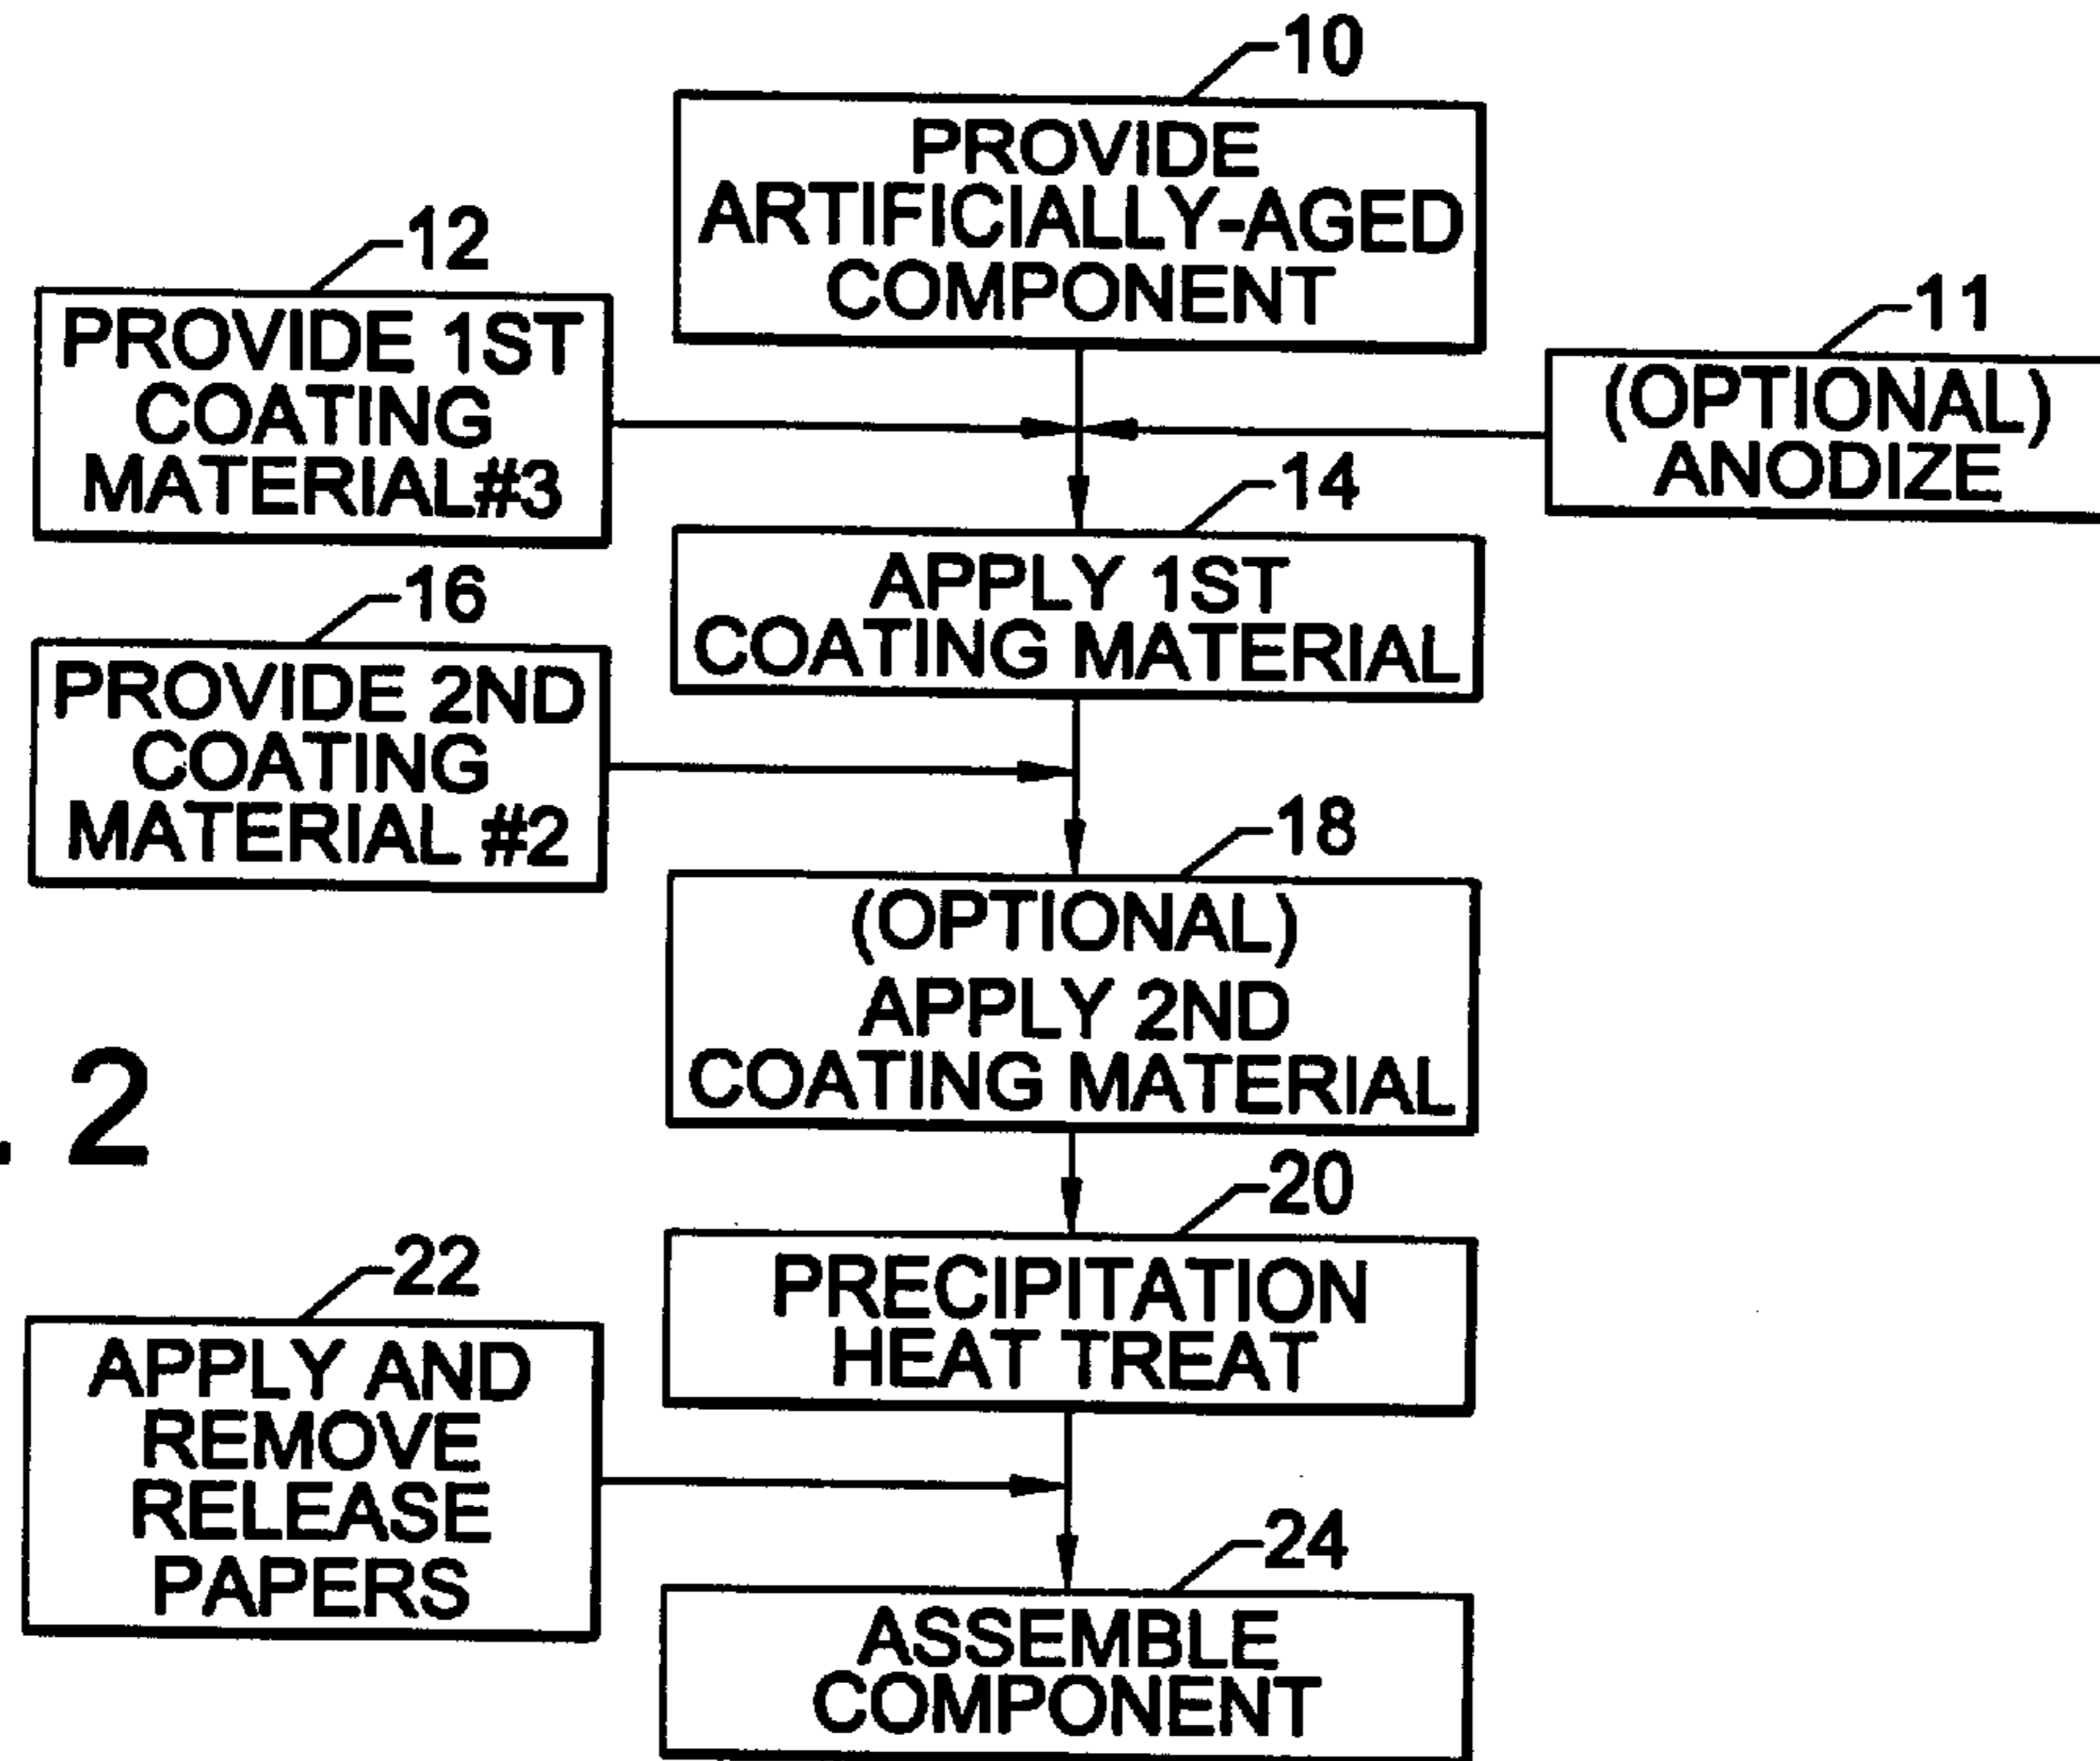 10
PROVIDE
ARTIFICIALLY-AGED
COMPONENT
12
PROVIDE 1ST
COATING
MATERIAL#3
11
(OPTIONAL)
ANODIZE
14
APPLY 1ST
COATING MATERIAL
16
PROVIDE 2ND
COATING
MATERIAL #2
18
(OPTIONAL)
APPLY 2ND
COATING MATERIAL
. 2
20
PRECIPITATION
HEAT TREAT
22
APPLY AND
REMOVE
RELEASE
PAPERS
24
ASSEMBLE
COMPONENT